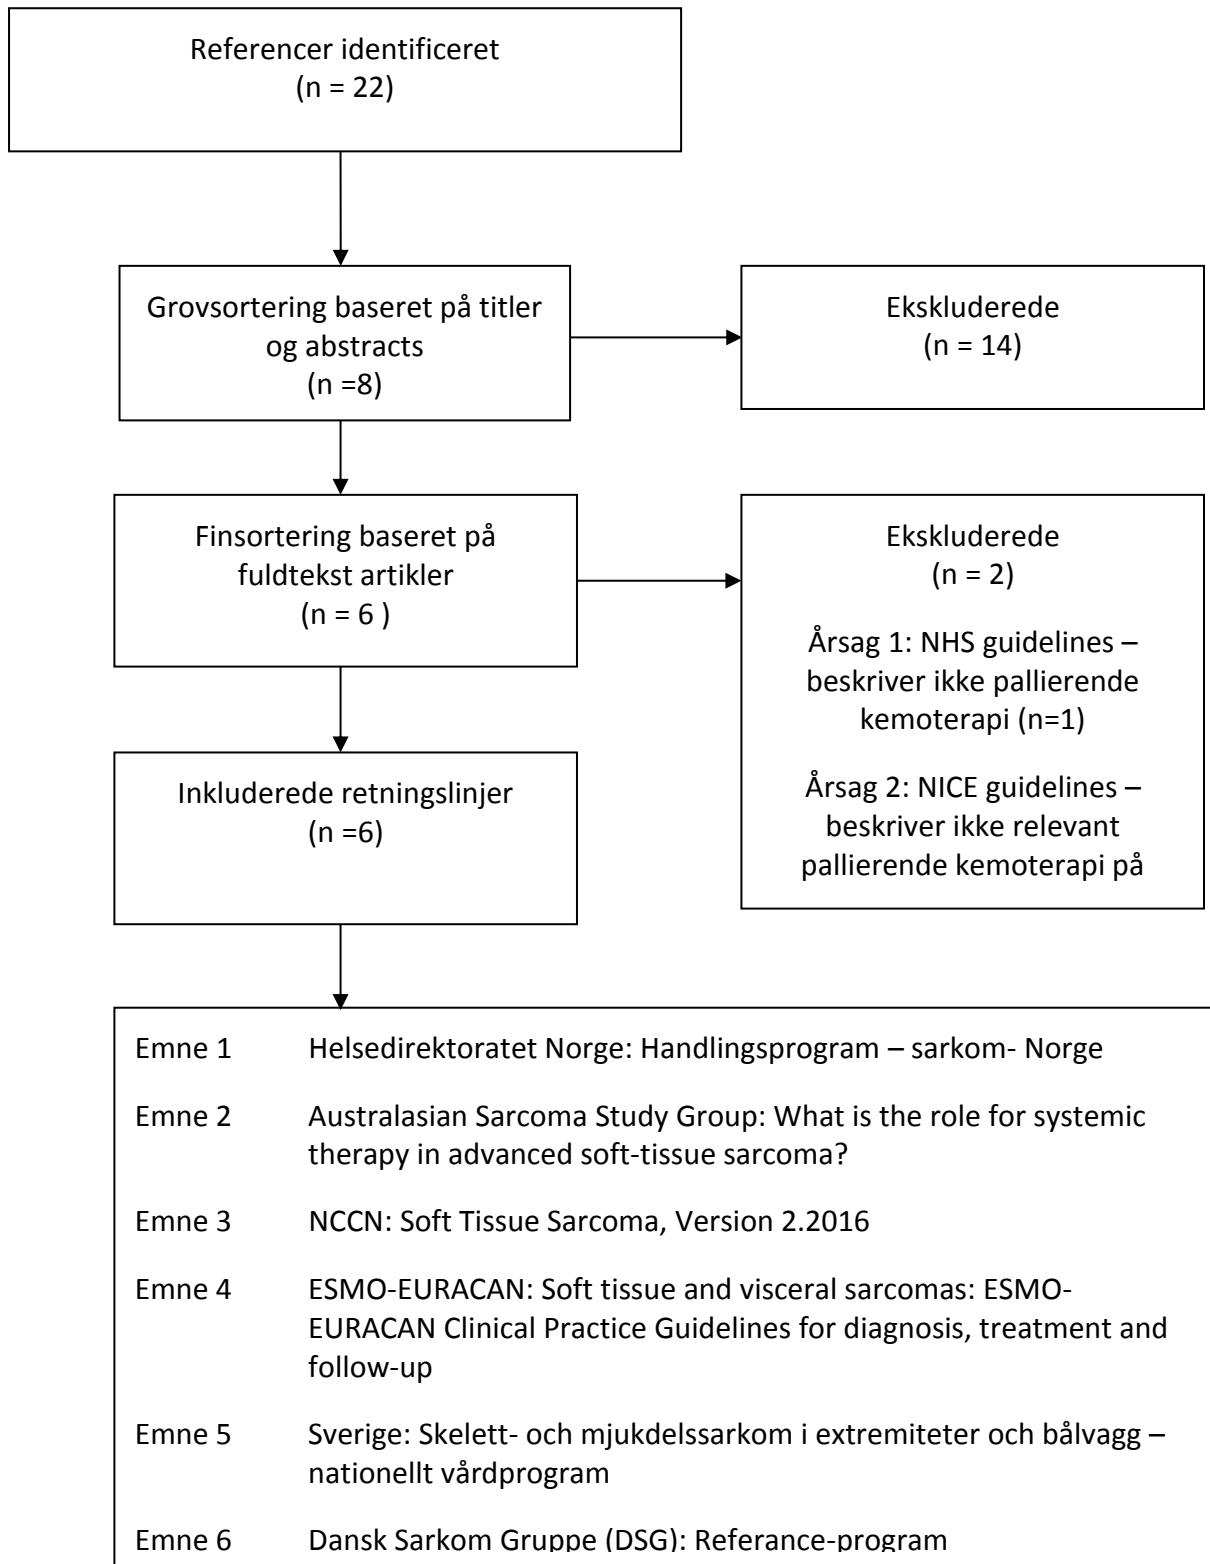 Referencer identificeret
(n = 22)
Grovsortering baseret på titler
og abstracts
(n =8)
Ekskluderede
(n = 14)
Finsortering baseret på
fuldtekst artikler
(n = 6 )
Ekskluderede
(n = 2)
Årsag 1: NHS guidelines –
beskriver ikke pallierende
kemoterapi (n=1)
Årsag 2: NICE guidelines –
beskriver ikke relevant
pallierende kemoterapi på
Inkluderede retningslinjer
(n =6)
Emne 1 Helsedirektoratet Norge: Handlingsprogram – sarkom- Norge
Emne 2 Australasian Sarcoma Study Group: What is the role for systemic
therapy in advanced soft-tissue sarcoma?
Emne 3 NCCN: Soft Tissue Sarcoma, Version 2.2016
Emne 4 ESMO-EURACAN: Soft tissue and visceral sarcomas: ESMO-
EURACAN Clinical Practice Guidelines for diagnosis, treatment and
follow-up
Emne 5 Sverige: Skelett- och mjukdelssarkom i extremiteter och bålvagg –
nationellt vårdprogram
Emne 6 Dansk Sarkom Gruppe (DSG): Referance-program